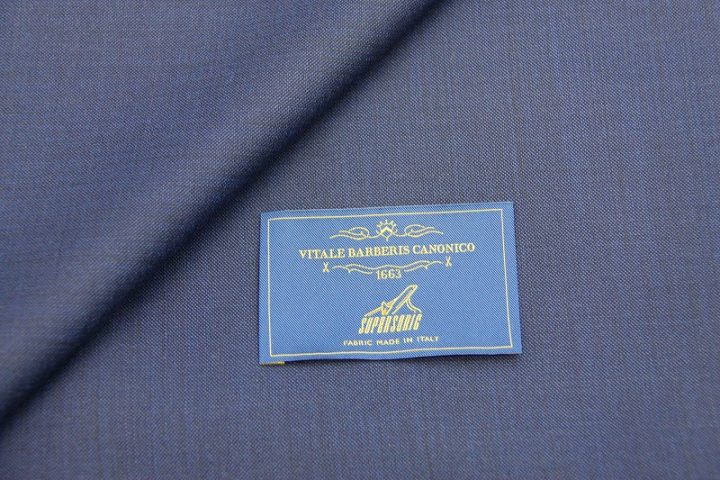 VITALE BARBERIS CANONICO
1663
SUPERSONIC
FABRIC MADE IN ITALY